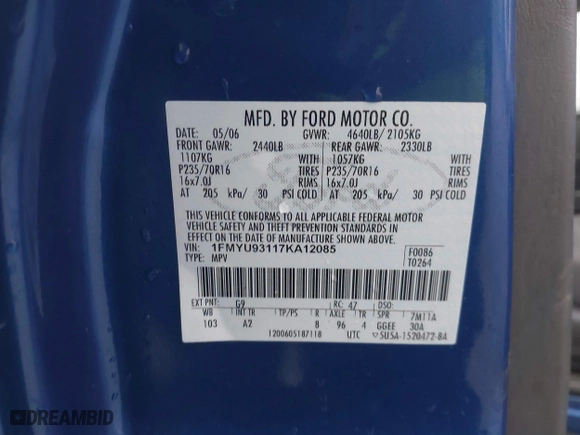 MFD. BY FORD MOTOR CO.
DATE: 05/06 GVWR: 4640LB/ 2105KG
FRONT GAWR: 2440LB REAR GAWR: 2330LB
1107KG WITH 1057KG WITH
P235/70R16 TIRES P235/70R16 TIRES
16x7.0J RIMS 16x7.0J RIMS
AT 205 kPa/ 30 PSI COLD AT 205 kPa/ 30 PSI COLD
THIS VEHICLE CONFORMS TO ALL APPLICABLE FEDERAL MOTOR
VEHICLE SAFETY AND THEFT PREVENTION STANDARDS IN
EFFECT ON THE DATE OF MANUFACTURE SHOWN ABOVE.
VIN: 1FMYU93117KA12085 F0086
TYPE: MPV T0264
EXT PNT: G9 RC: 47 DSO:
WB INT TR TP/PS R AXLE TR SPR 7M11A
103 A2 8 96 4 GGEE 30A
1200605187118 UTC 5U5A-1520472-BA
Ford
DREAMBID